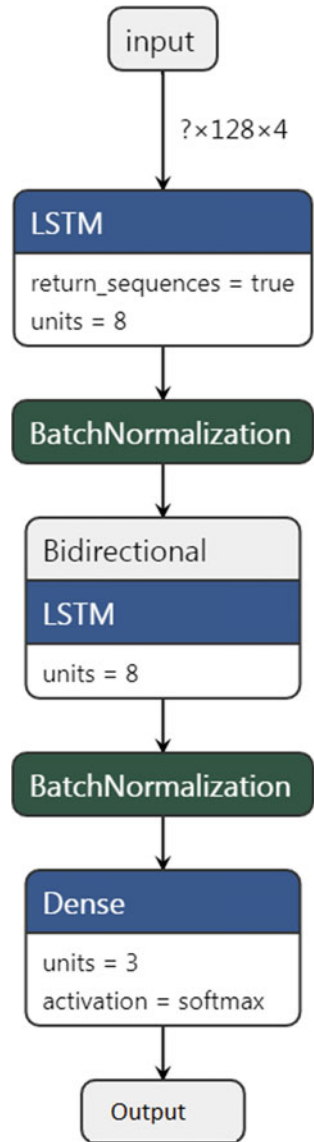 input
?×128×4
LSTM
return_sequences = true
units = 8
BatchNormalization
Bidirectional
LSTM
units = 8
BatchNormalization
Dense
units = 3
activation = softmax
Output